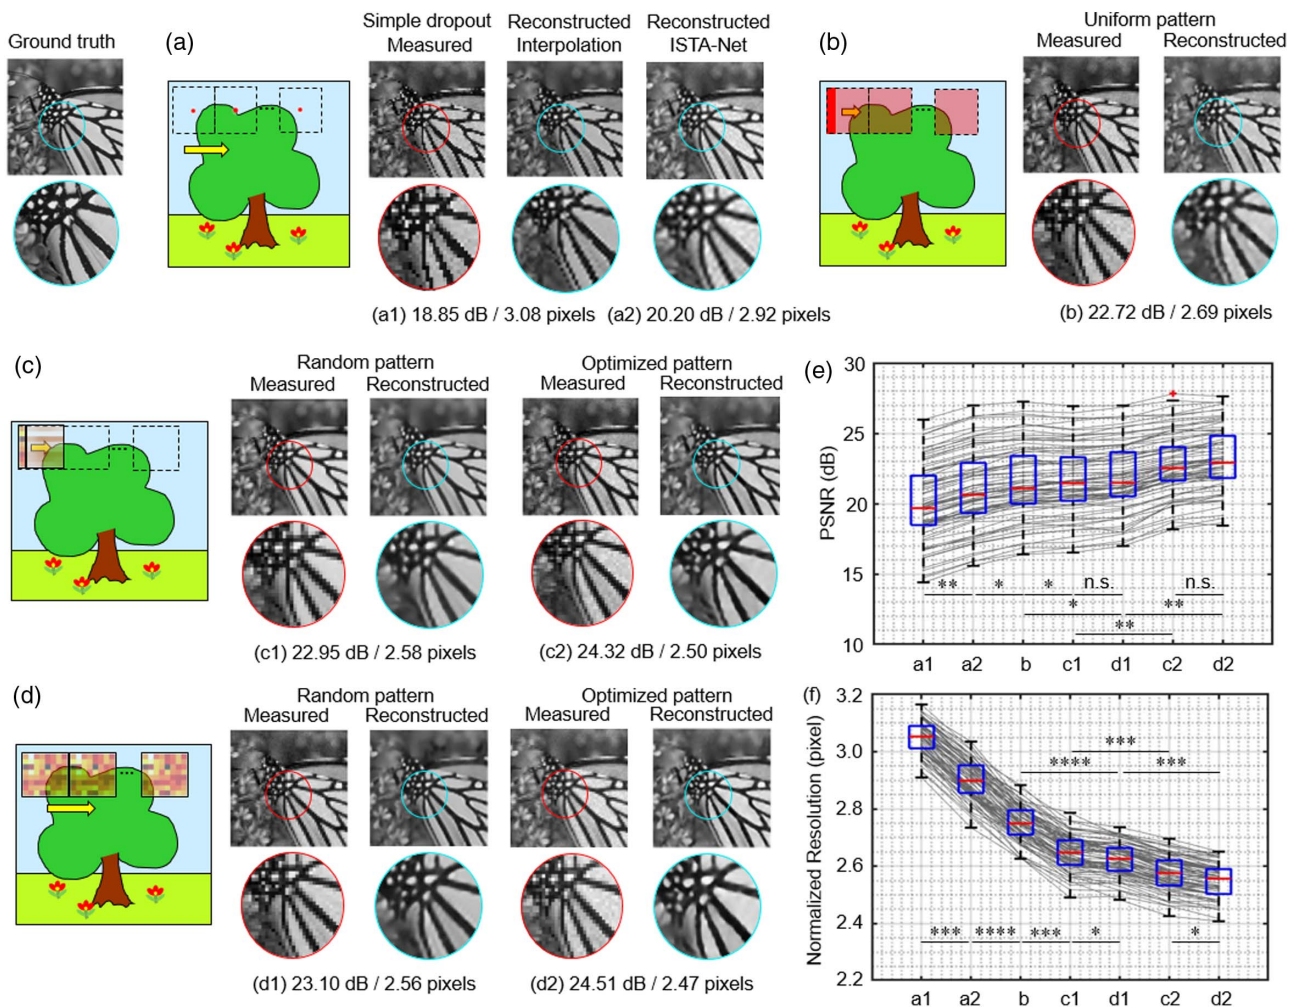 Ground truth
(a)
Simple dropout
Measured
Reconstructed
Interpolation
Reconstructed
ISTA-Net
(a1) 18.85 dB / 3.08 pixels
(a2) 20.20 dB / 2.92 pixels
(b)
Uniform pattern
Measured
Reconstructed
(b) 22.72 dB / 2.69 pixels
(c)
Random pattern
Measured
Reconstructed
(c1) 22.95 dB / 2.58 pixels
Optimized pattern
Measured
Reconstructed
(c2) 24.32 dB / 2.50 pixels
(d)
Random pattern
Measured
Reconstructed
(d1) 23.10 dB / 2.56 pixels
Optimized pattern
Measured
Reconstructed
(d2) 24.51 dB / 2.47 pixels
(e)
PSNR (dB)
30
25
20
15
10
** * * n.s. n.s.
* **
**
a1 a2 b c1 d1 c2 d2
(f)
Normalized Resolution (pixel)
3.2
3.0
2.8
2.6
2.4
2.2
***
**** ***
*** **** *** * *
a1 a2 b c1 d1 c2 d2